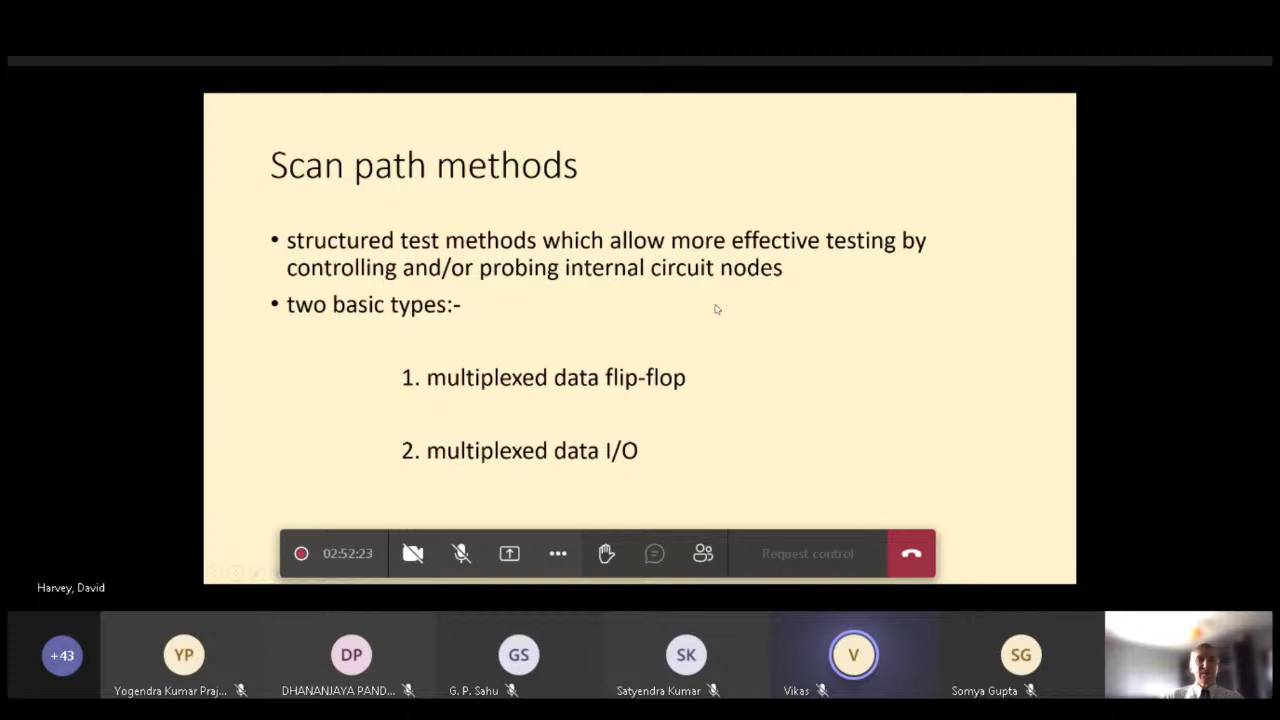 Scan path methods
• structured test methods which allow more effective testing by
controlling and/or probing internal circuit nodes
• two basic types:-
1. multiplexed data flip-flop
2. multiplexed data I/O
02:52:23
Request control
Harvey, David
+43
YP
DP
GS
SK
V
SG
Yogendra Kumar Praj...
DHANANJAYA PAND...
G. P. Sahu
Satyendra Kumar
Vikas
Somya Gupta